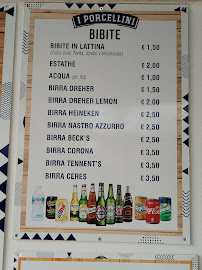 I PORCELLINI
BIBITE
BIBITE IN LATTINA € 1,50
(Coca cola, Fanta, Sprite, Lemonsoda)
ESTATHÈ € 2,00
ACQUA (cl. 50) € 1,00
BIRRA DREHER € 1,50
BIRRA DREHER LEMON € 2,00
BIRRA HEINEKEN € 2,50
BIRRA NASTRO AZZURRO € 2,50
BIRRA BECK'S € 2,50
BIRRA CORONA € 3,50
BIRRA TENNENT'S € 3,50
BIRRA CERES € 3,50